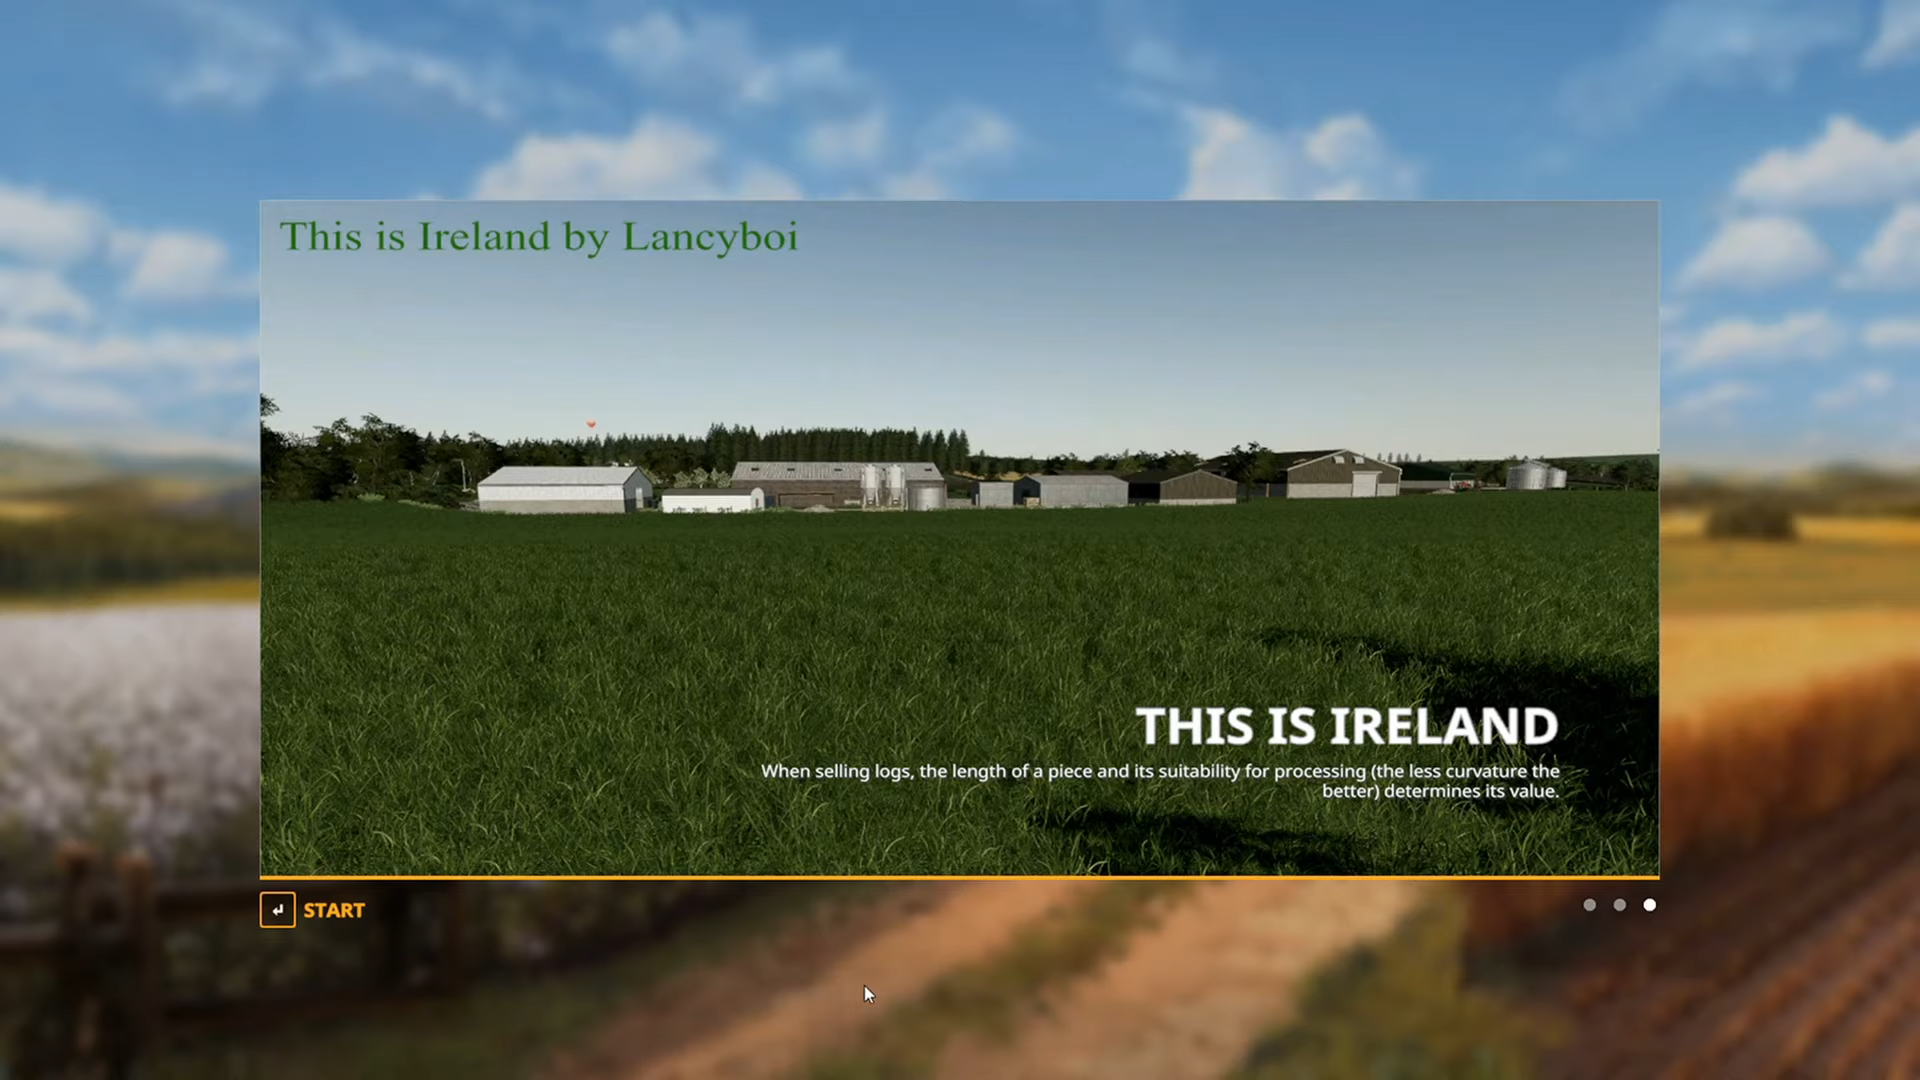 This is Ireland by Lancyboi
THIS IS IRELAND
When selling logs, the length of a piece and its suitability for processing (the less curvature the
better) determines its value.
START